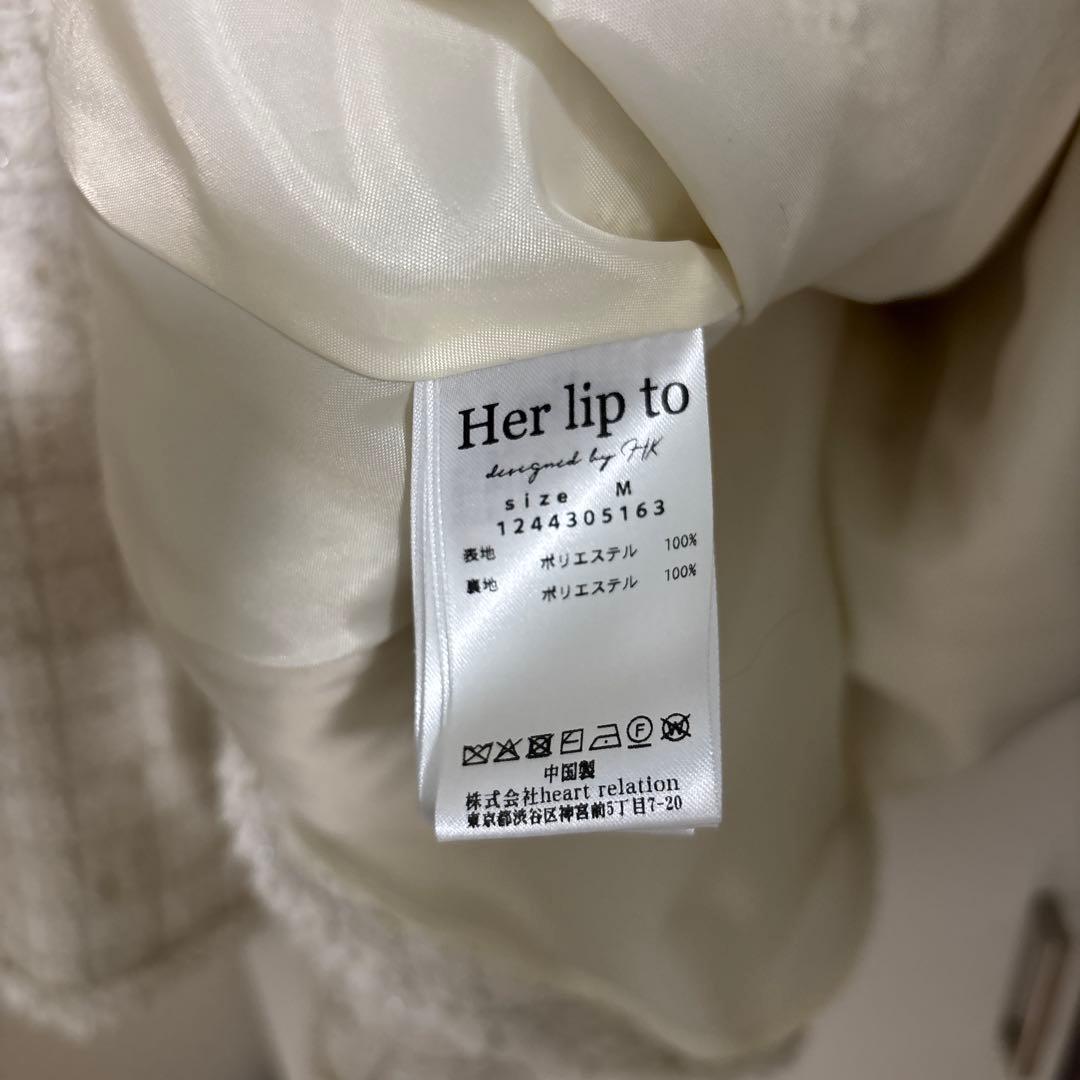 Her lip to
designed by HK
size M
1244305163
表地 ポリエステル 100%
裏地 ポリエステル 100%
F W
中国製
株式会社heart relation
東京都渋谷区神宮前5丁目7-20